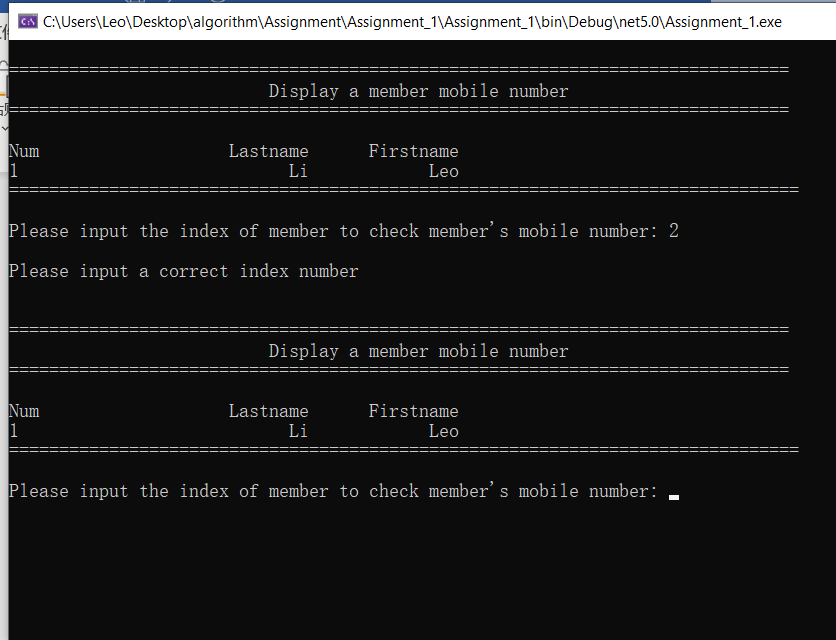 C:\Users\Leo\Desktop\algorithm\Assignment\Assignment_1\Assignment_1\bin\Debug\net5.0\Assignment_1.exe
==============================================================================
Display a member mobile number
==============================================================================
Num Lastname Firstname
1 Li Leo
===============================================================================
Please input the index of member to check member's mobile number: 2
Please input a correct index number
==============================================================================
Display a member mobile number
==============================================================================
Num Lastname Firstname
1 Li Leo
===============================================================================
Please input the index of member to check member's mobile number: